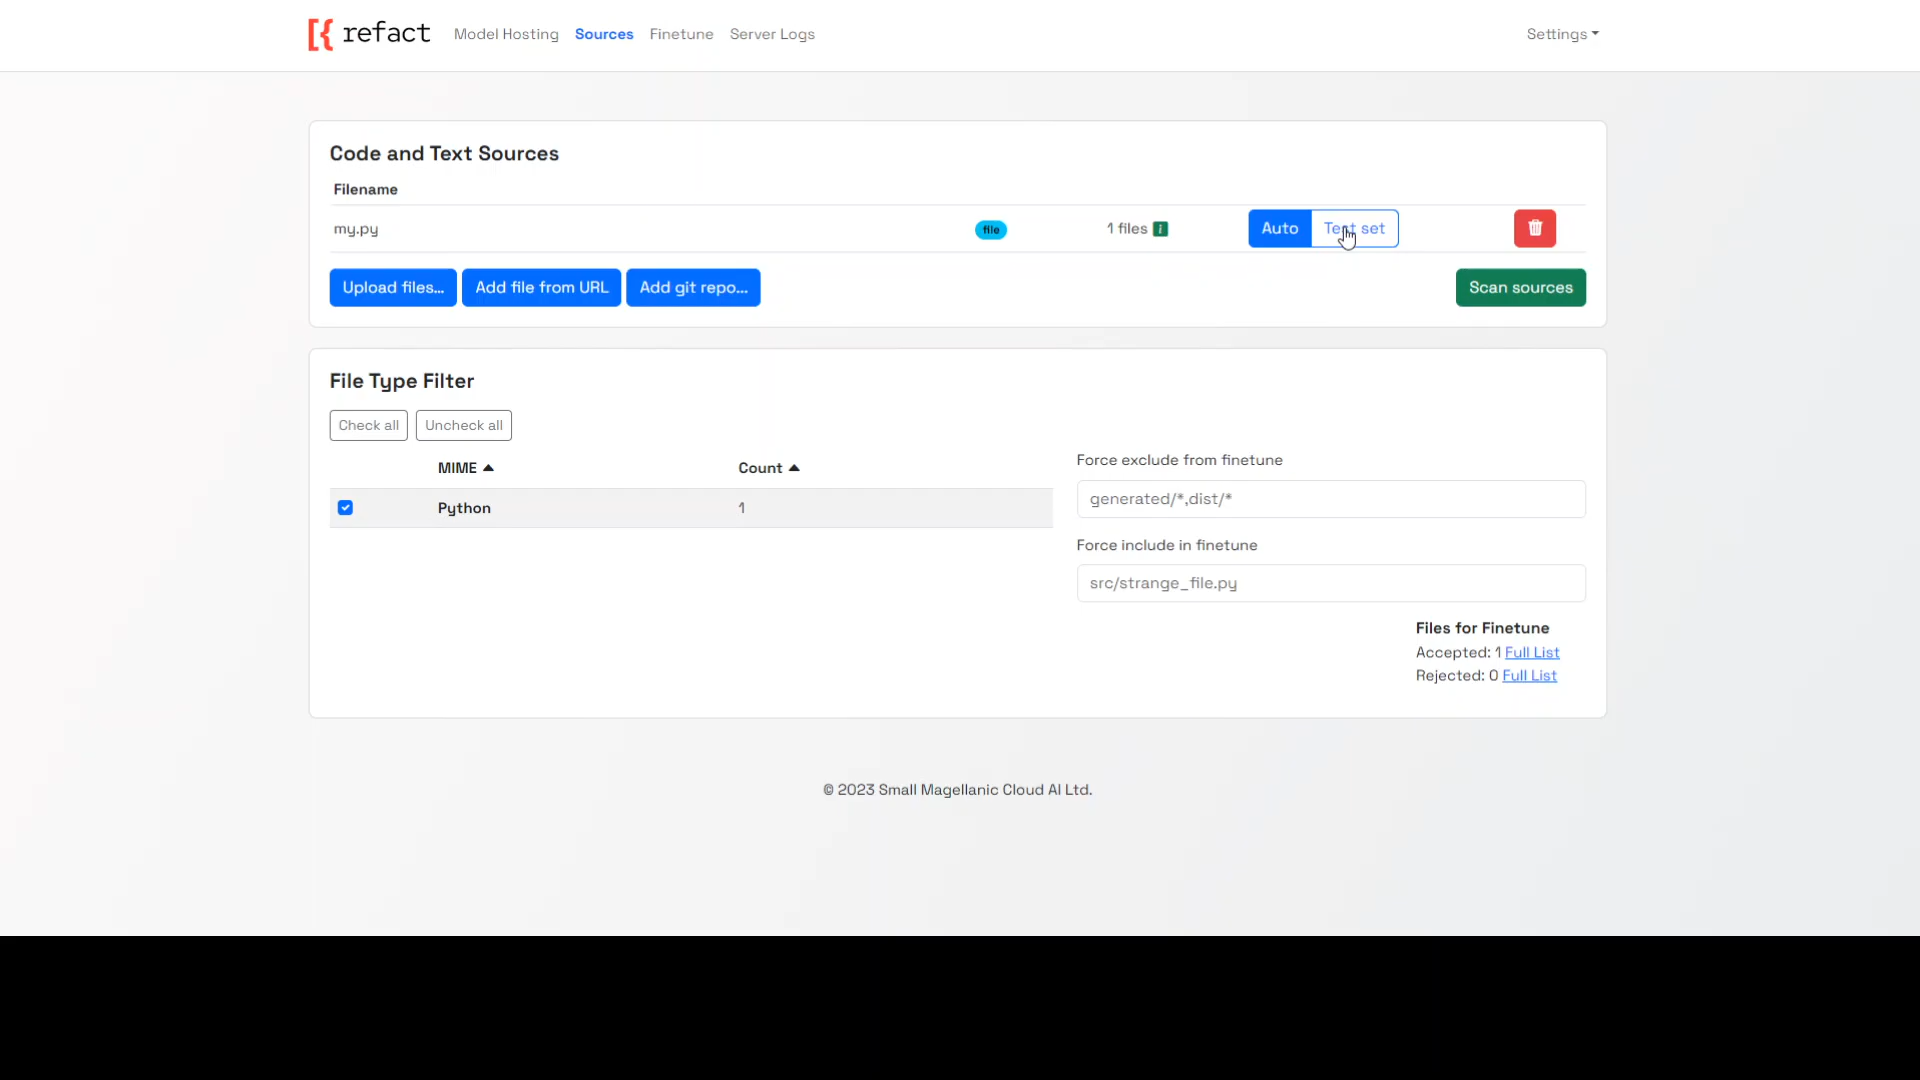 refact Model Hosting Sources Finetune Server Logs Settings
Code and Text Sources
Filename
my.py file 1 files i Auto Test set
Upload files... Add file from URL Add git repo... Scan sources
File Type Filter
Check all Uncheck all
MIME Count
Python 1
Force exclude from finetune
generated/*,dist/*
Force include in finetune
src/strange_file.py
Files for Finetune
Accepted: 1 Full List
Rejected: 0 Full List
© 2023 Small Magellanic Cloud AI Ltd.